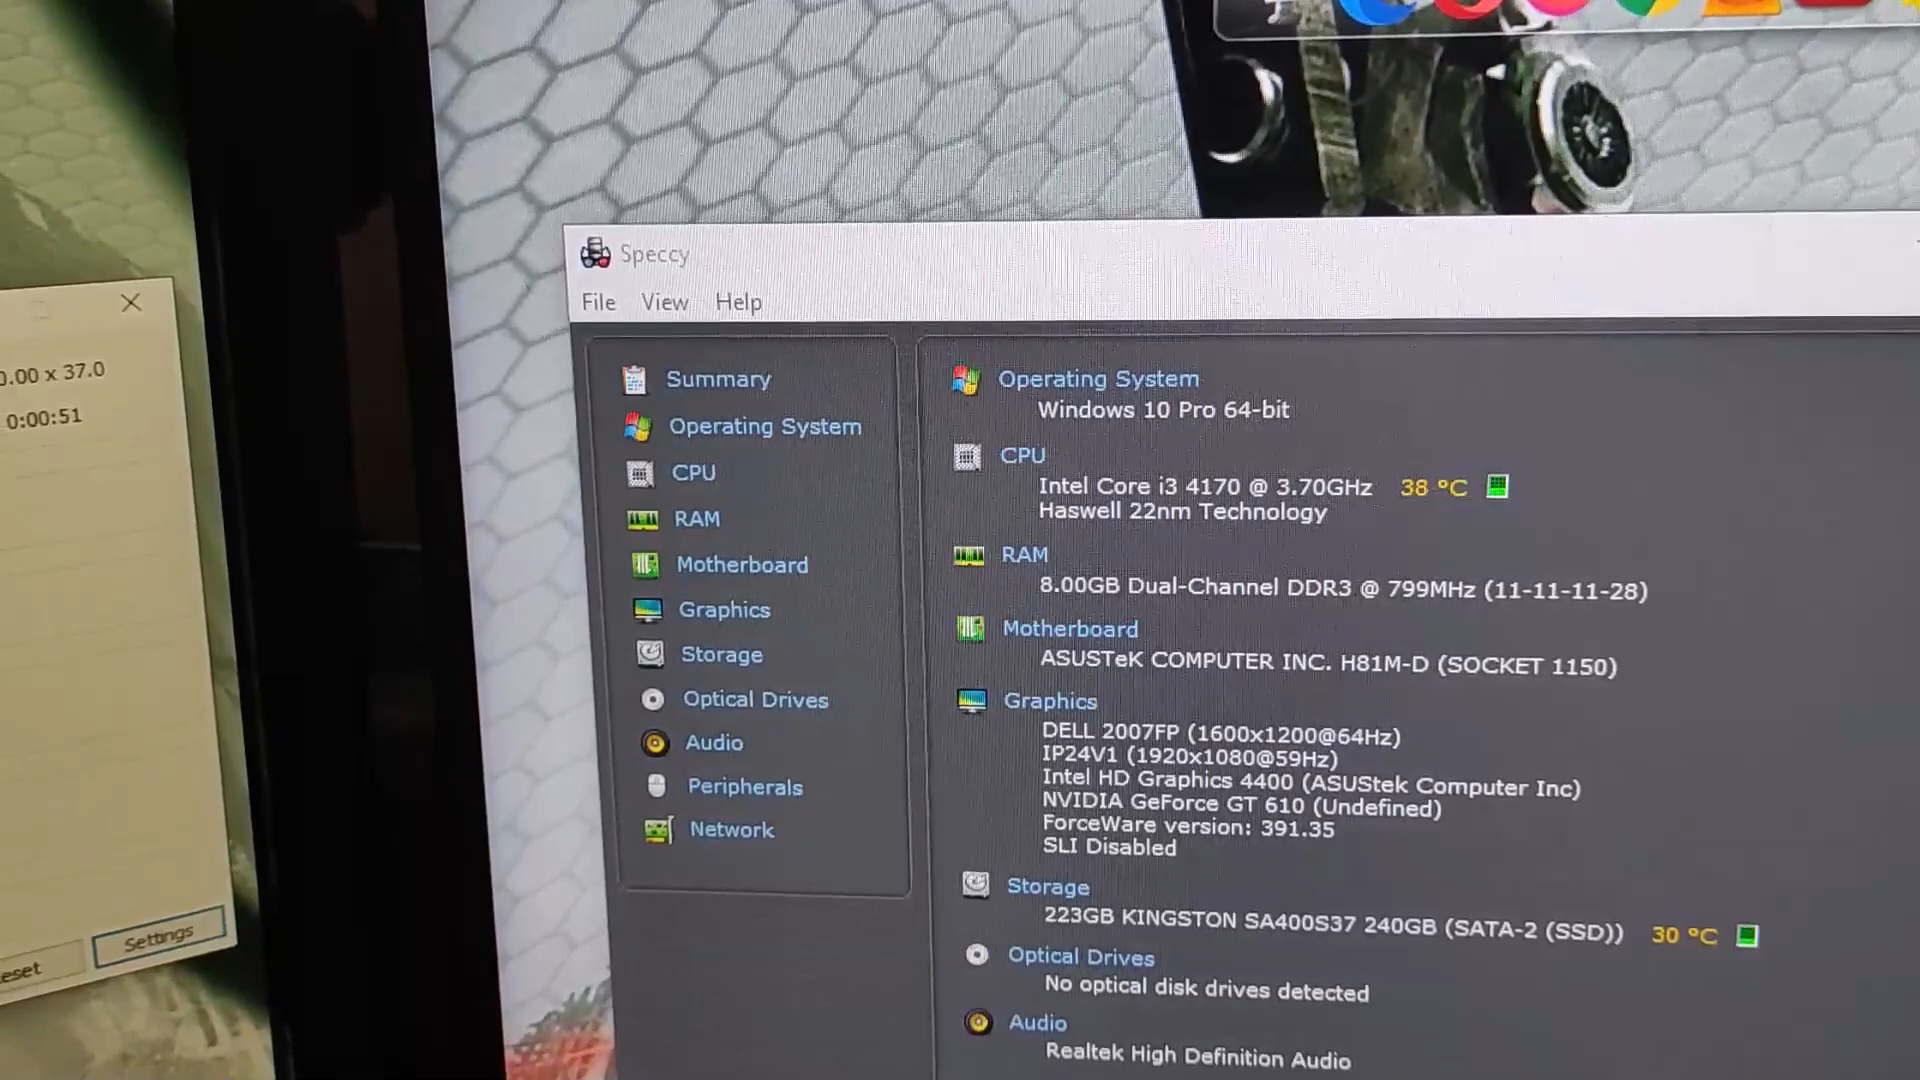 0.00 x 37.0
0:00:51
Settings
eset
Speccy
File View Help
Summary
Operating System
CPU
RAM
Motherboard
Graphics
Storage
Optical Drives
Audio
Peripherals
Network
Operating System
Windows 10 Pro 64-bit
CPU
Intel Core i3 4170 @ 3.70GHz 38 °C
Haswell 22nm Technology
RAM
8.00GB Dual-Channel DDR3 @ 799MHz (11-11-11-28)
Motherboard
ASUSTeK COMPUTER INC. H81M-D (SOCKET 1150)
Graphics
DELL 2007FP (1600x1200@64Hz)
IP24V1 (1920x1080@59Hz)
Intel HD Graphics 4400 (ASUStek Computer Inc)
NVIDIA GeForce GT 610 (Undefined)
ForceWare version: 391.35
SLI Disabled
Storage
223GB KINGSTON SA400S37 240GB (SATA-2 (SSD)) 30 °C
Optical Drives
No optical disk drives detected
Audio
Realtek High Definition Audio